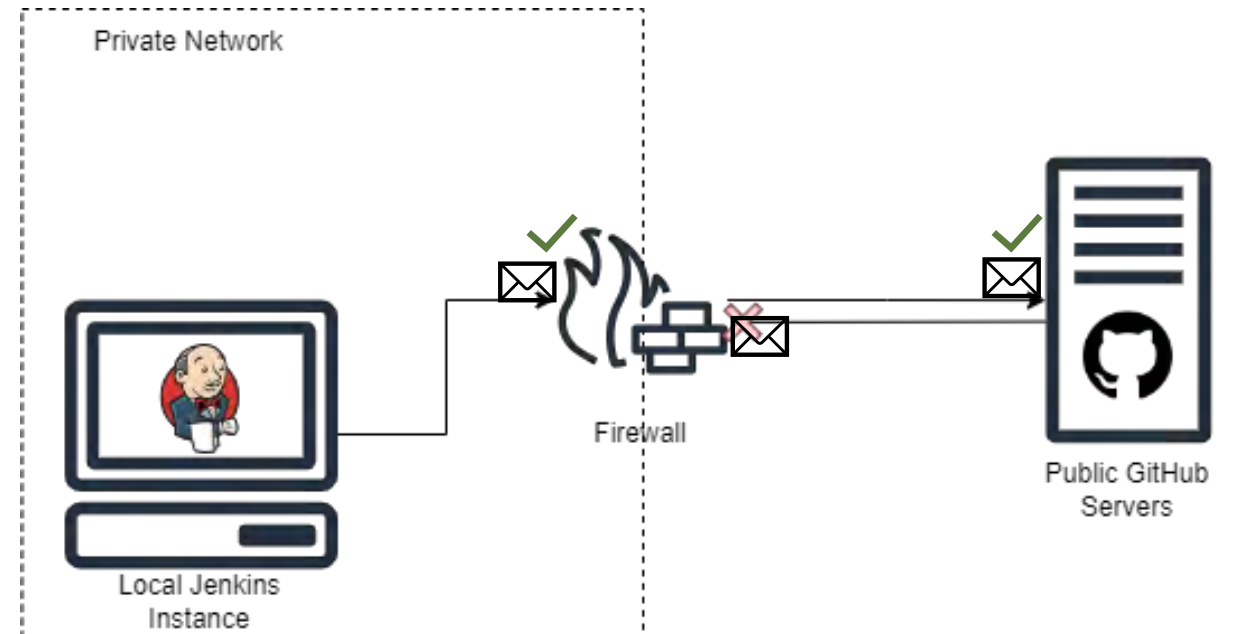 Private Network
Firewall
Public GitHub
Servers
Local Jenkins
Instance